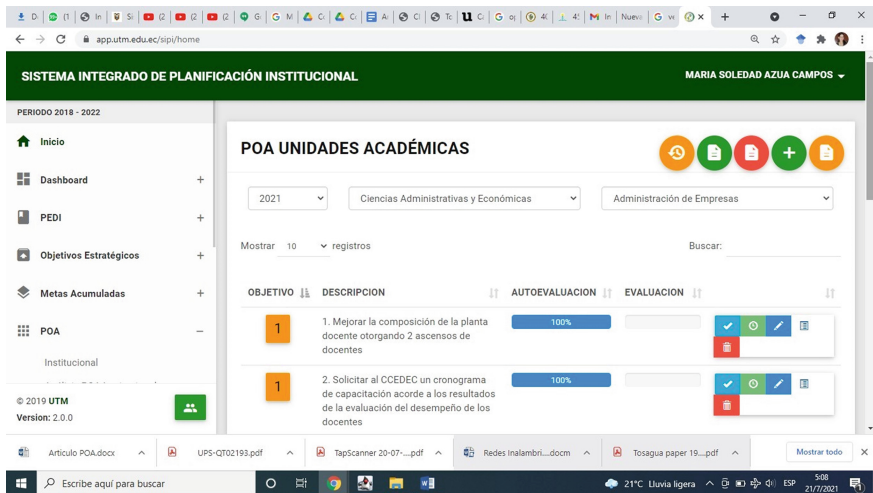 app.utm.edu.ec/sipi/home
SISTEMA INTEGRADO DE PLANIFICACIÓN INSTITUCIONAL
MARIA SOLEDAD AZUA CAMPOS
PERIODO 2018 - 2022
Inicio
Dashboard +
PEDI +
Objetivos Estratégicos +
Metas Acumuladas +
POA −
Institucional
© 2019 UTM
Version: 2.0.0
POA UNIDADES ACADÉMICAS
2021
Ciencias Administrativas y Económicas
Administración de Empresas
Mostrar 10 registros
Buscar:
OBJETIVO DESCRIPCION AUTOEVALUACION EVALUACION
1
1. Mejorar la composición de la planta
docente otorgando 2 ascensos de
docentes
100%
1
2. Solicitar al CCEDEC un cronograma
de capacitación acorde a los resultados
de la evaluación del desempeño de los
docentes
100%
Articulo POA.docx
UPS-QT02193.pdf
TapScanner 20-07-....pdf
Redes Inalambri....docm
Tosagua paper 19....pdf
Mostrar todo
Escribe aquí para buscar
21°C Lluvia ligera
ESP
5:08
21/7/2021